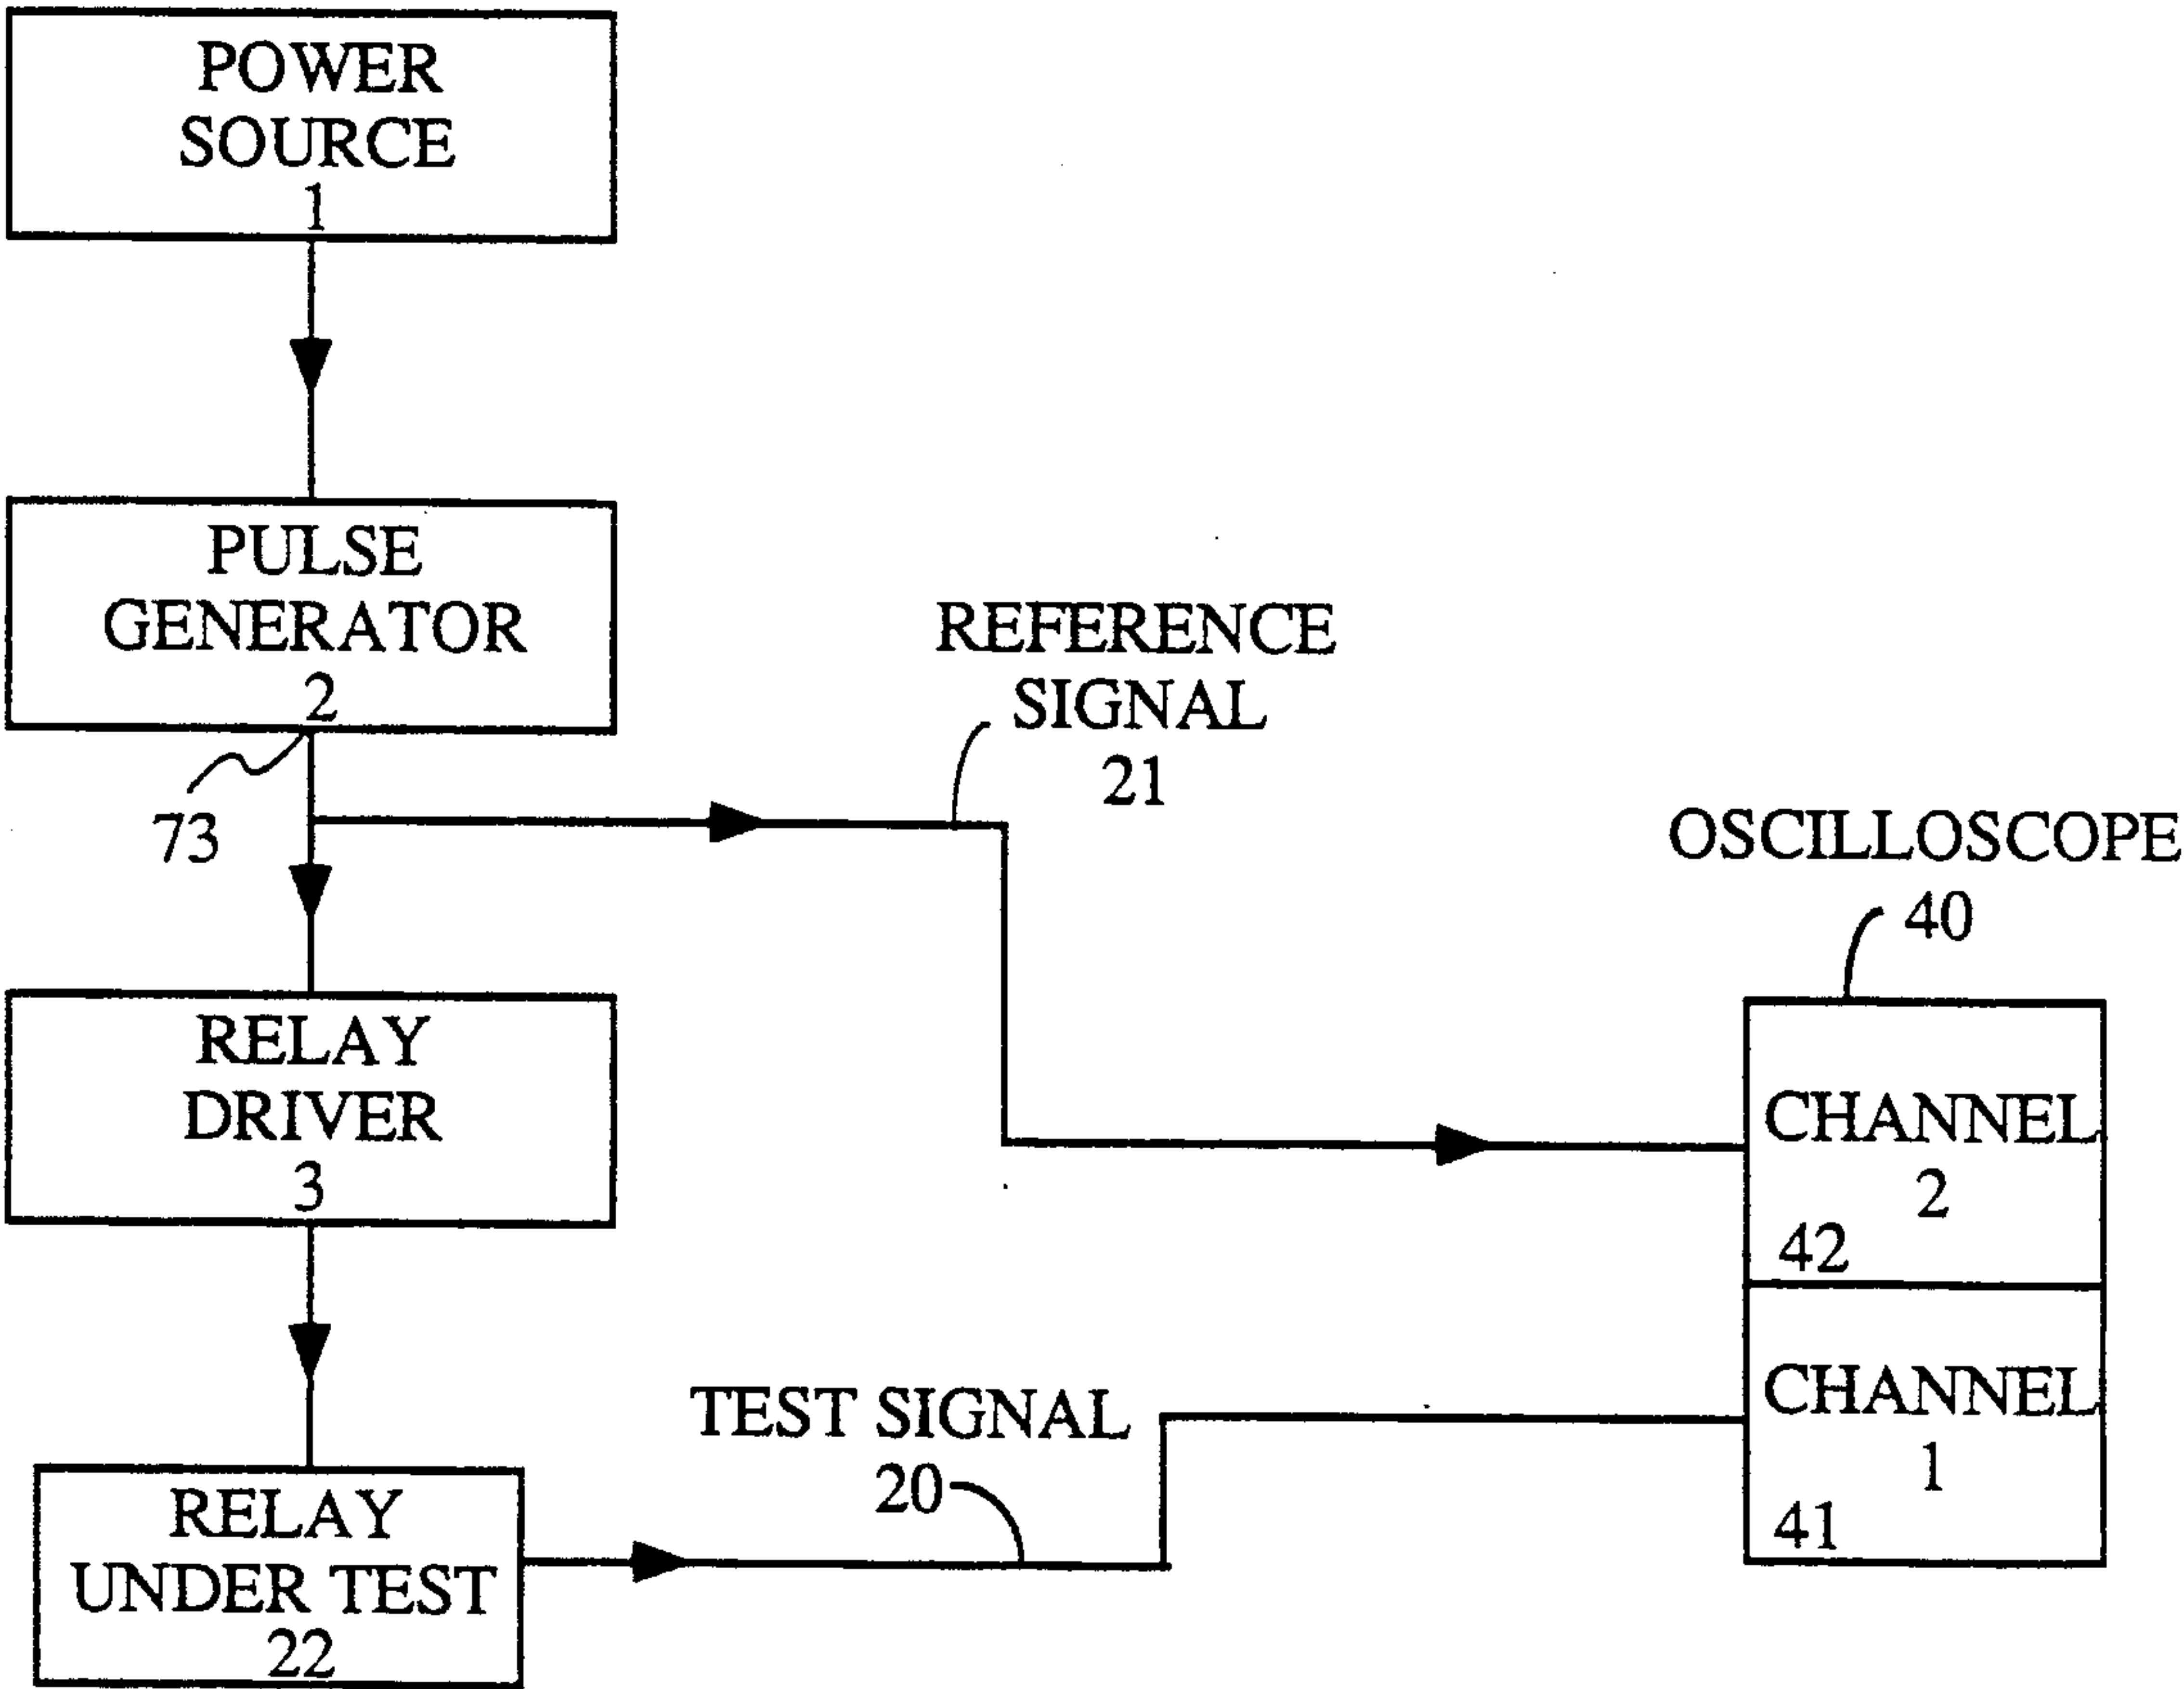 POWER
SOURCE
1
PULSE
GENERATOR
2
73
REFERENCE
SIGNAL
21
OSCILLOSCOPE
40
RELAY
DRIVER
3
CHANNEL
2
42
CHANNEL
1
41
TEST SIGNAL
20
RELAY
UNDER TEST
22